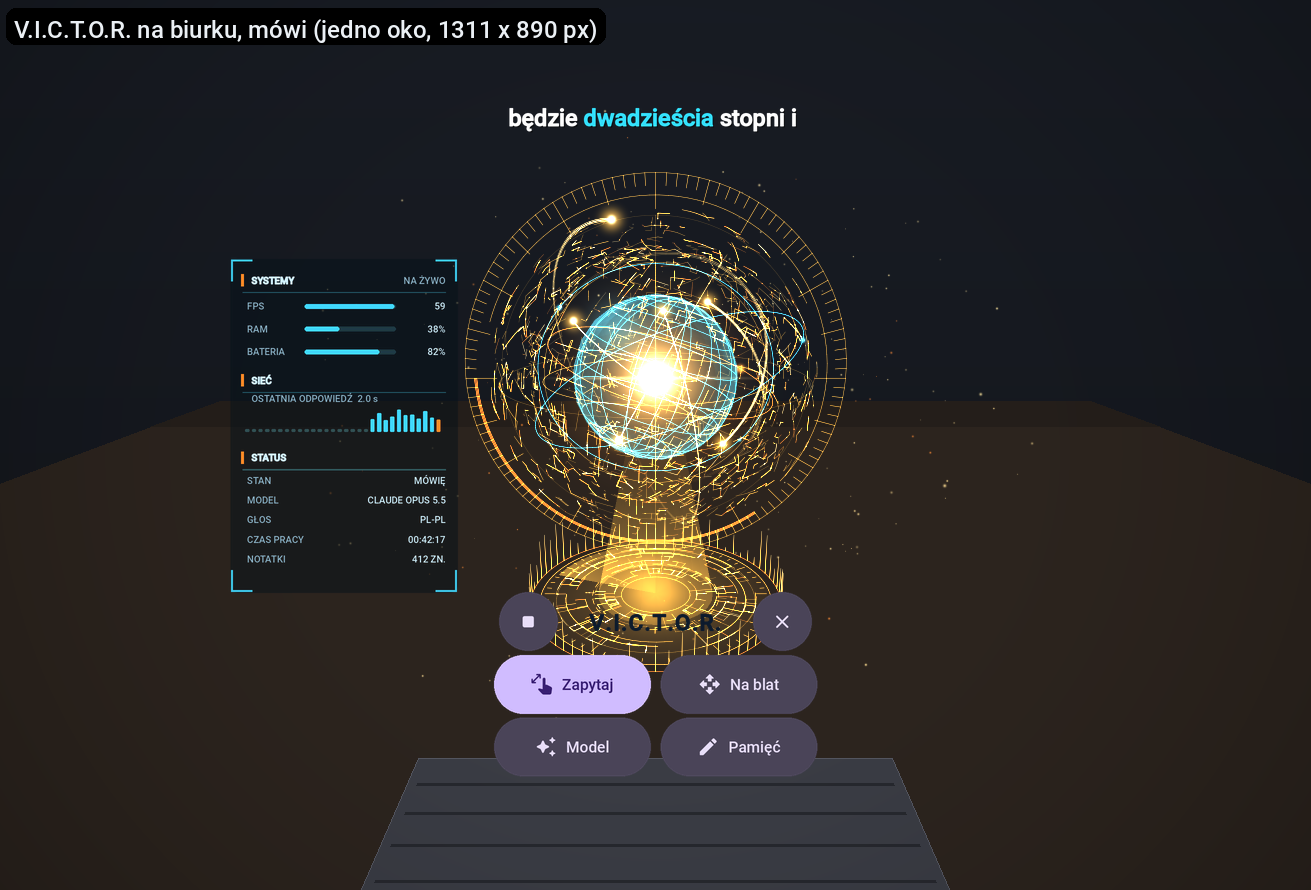 V.I.C.T.O.R. na biurku, mówi (jedno oko, 1311 x 890 px)
będzie dwadzieścia stopni i
SYSTEMY NA ŻYWO
FPS 59
RAM 38%
BATERIA 82%
SIEĆ
OSTATNIA ODPOWIEDŹ 2.0 s
STATUS
STAN MÓWIĘ
MODEL CLAUDE OPUS 5.5
GŁOS PL-PL
CZAS PRACY 00:42:17
NOTATKI 412 ZN.
V.I.C.T.O.R.
Zapytaj Na blat
Model Pamięć